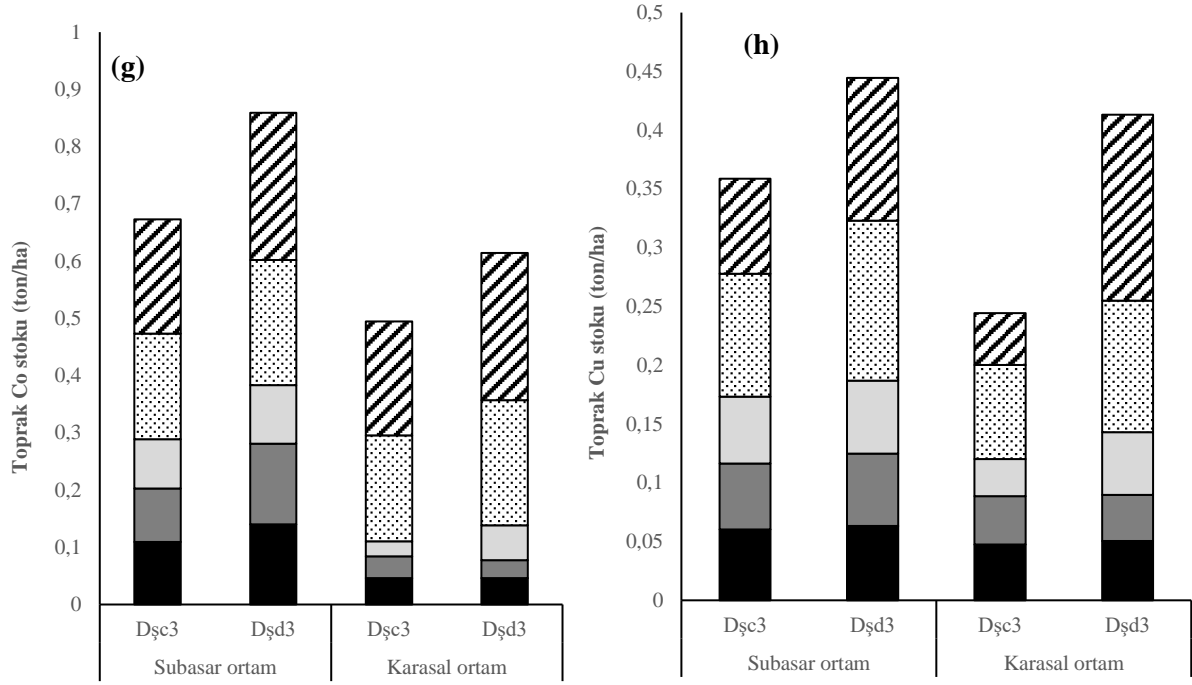 (g)
Toprak Co stoku (ton/ha)
1
0,9
0,8
0,7
0,6
0,5
0,4
0,3
0,2
0,1
0
Dşc3 Dşd3 Dşc3 Dşd3
Subasar ortam Karasal ortam
(h)
Toprak Cu stoku (ton/ha)
0,5
0,45
0,4
0,35
0,3
0,25
0,2
0,15
0,1
0,05
0
Dşc3 Dşd3 Dşc3 Dşd3
Subasar ortam Karasal ortam